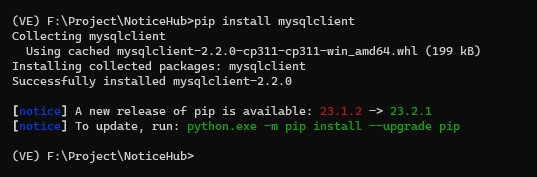 (VE) F:\Project\NoticeHub>pip install mysqlclient
Collecting mysqlclient
  Using cached mysqlclient-2.2.0-cp311-cp311-win_amd64.whl (199 kB)
Installing collected packages: mysqlclient
Successfully installed mysqlclient-2.2.0

[notice] A new release of pip is available: 23.1.2 -> 23.2.1
[notice] To update, run: python.exe -m pip install --upgrade pip

(VE) F:\Project\NoticeHub>